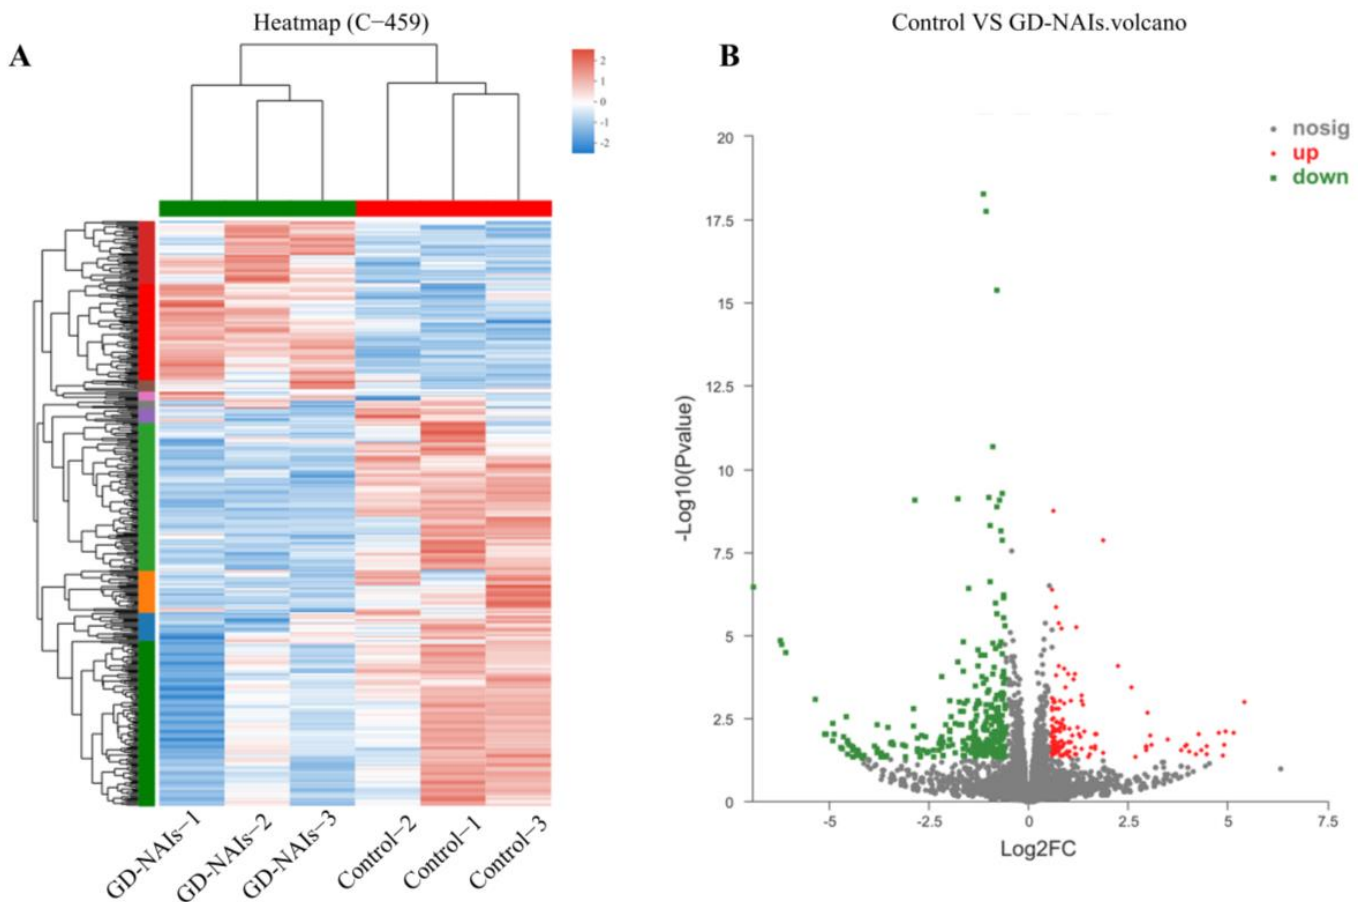 Heatmap (C−459)
A
2
1
0
-1
-2
GD-NAIs−1
GD-NAIs−2
GD-NAIs−3
Control−2
Control−1
Control−3
Control VS GD-NAIs.volcano
B
nosig
up
down
20
17.5
15
12.5
10
7.5
5
2.5
0
-Log10(Pvalue)
-5
-2.5
0
2.5
5
7.5
Log2FC